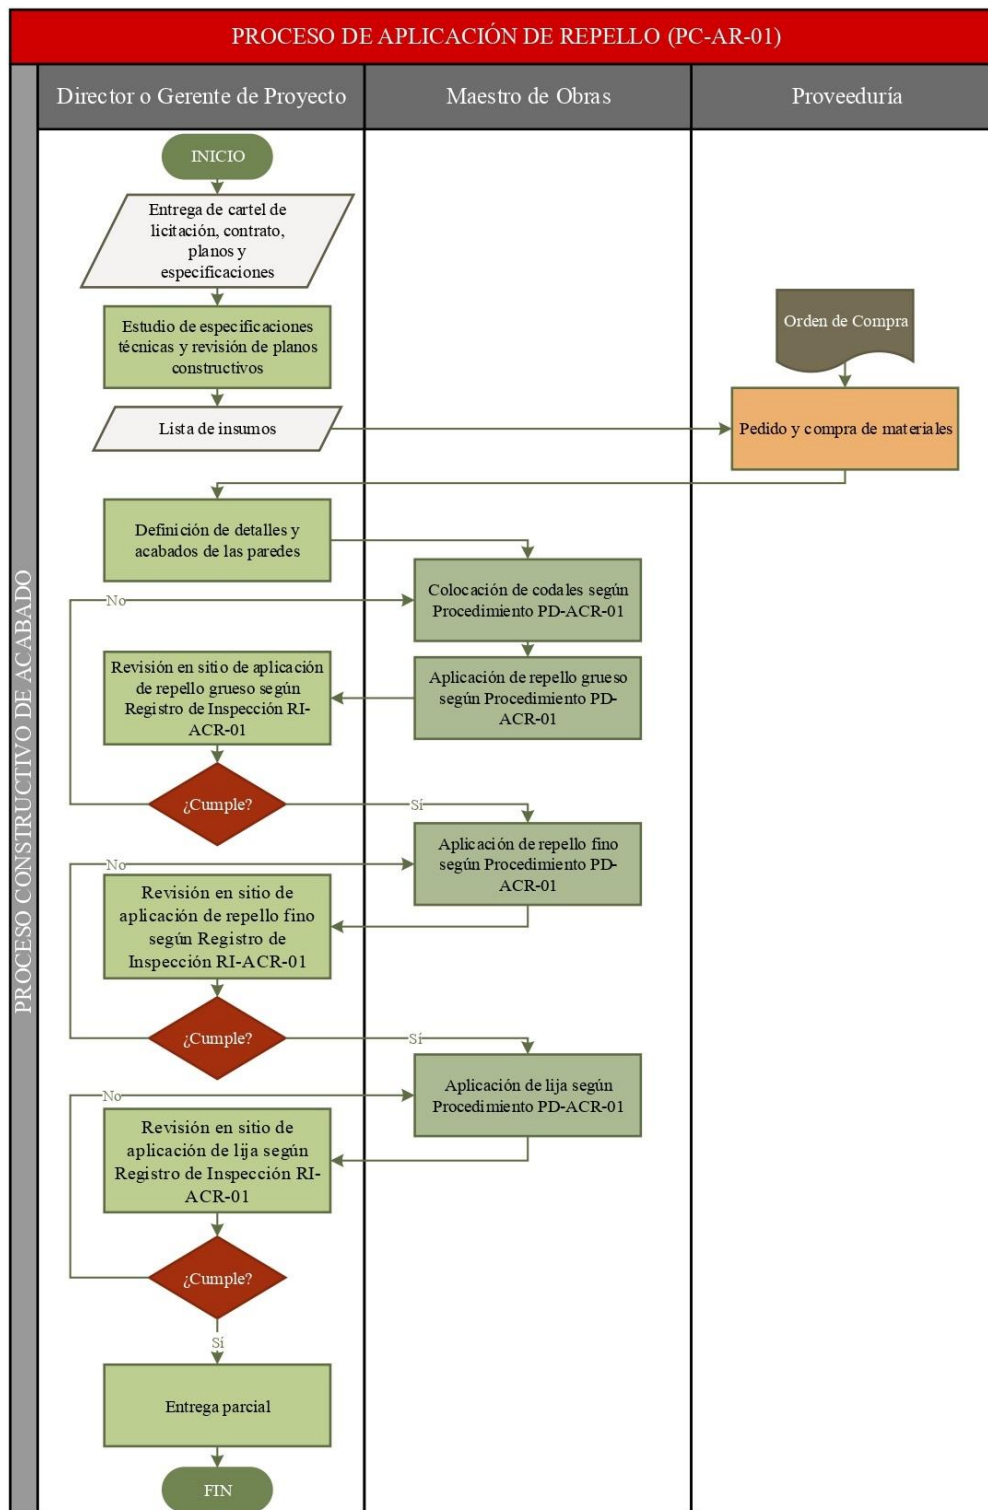 PROCESO DE APLICACIÓN DE REPELLO (PC-AR-01)
PROCESO CONSTRUCTIVO DE ACABADO
Director o Gerente de Proyecto
Maestro de Obras
Proveeduría
INICIO
Entrega de cartel de
licitación, contrato,
planos y
especificaciones
Estudio de especificaciones
técnicas y revisión de planos
constructivos
Orden de Compra
Lista de insumos
Pedido y compra de materiales
Definición de detalles y
acabados de las paredes
Colocación de codales según
Procedimiento PD-ACR-01
No
Aplicación de repello grueso
según Procedimiento PD-
ACR-01
Revisión en sitio de aplicación
de repello grueso según
Registro de Inspección RI-
ACR-01
¿Cumple?
Sí
Aplicación de repello fino
según Procedimiento PD-
ACR-01
No
Revisión en sitio de
aplicación de repello fino
según Registro de
Inspección RI-ACR-01
¿Cumple?
Sí
Aplicación de lija según
Procedimiento PD-ACR-01
No
Revisión en sitio de
aplicación de lija según
Registro de Inspección RI-
ACR-01
¿Cumple?
Sí
Entrega parcial
FIN